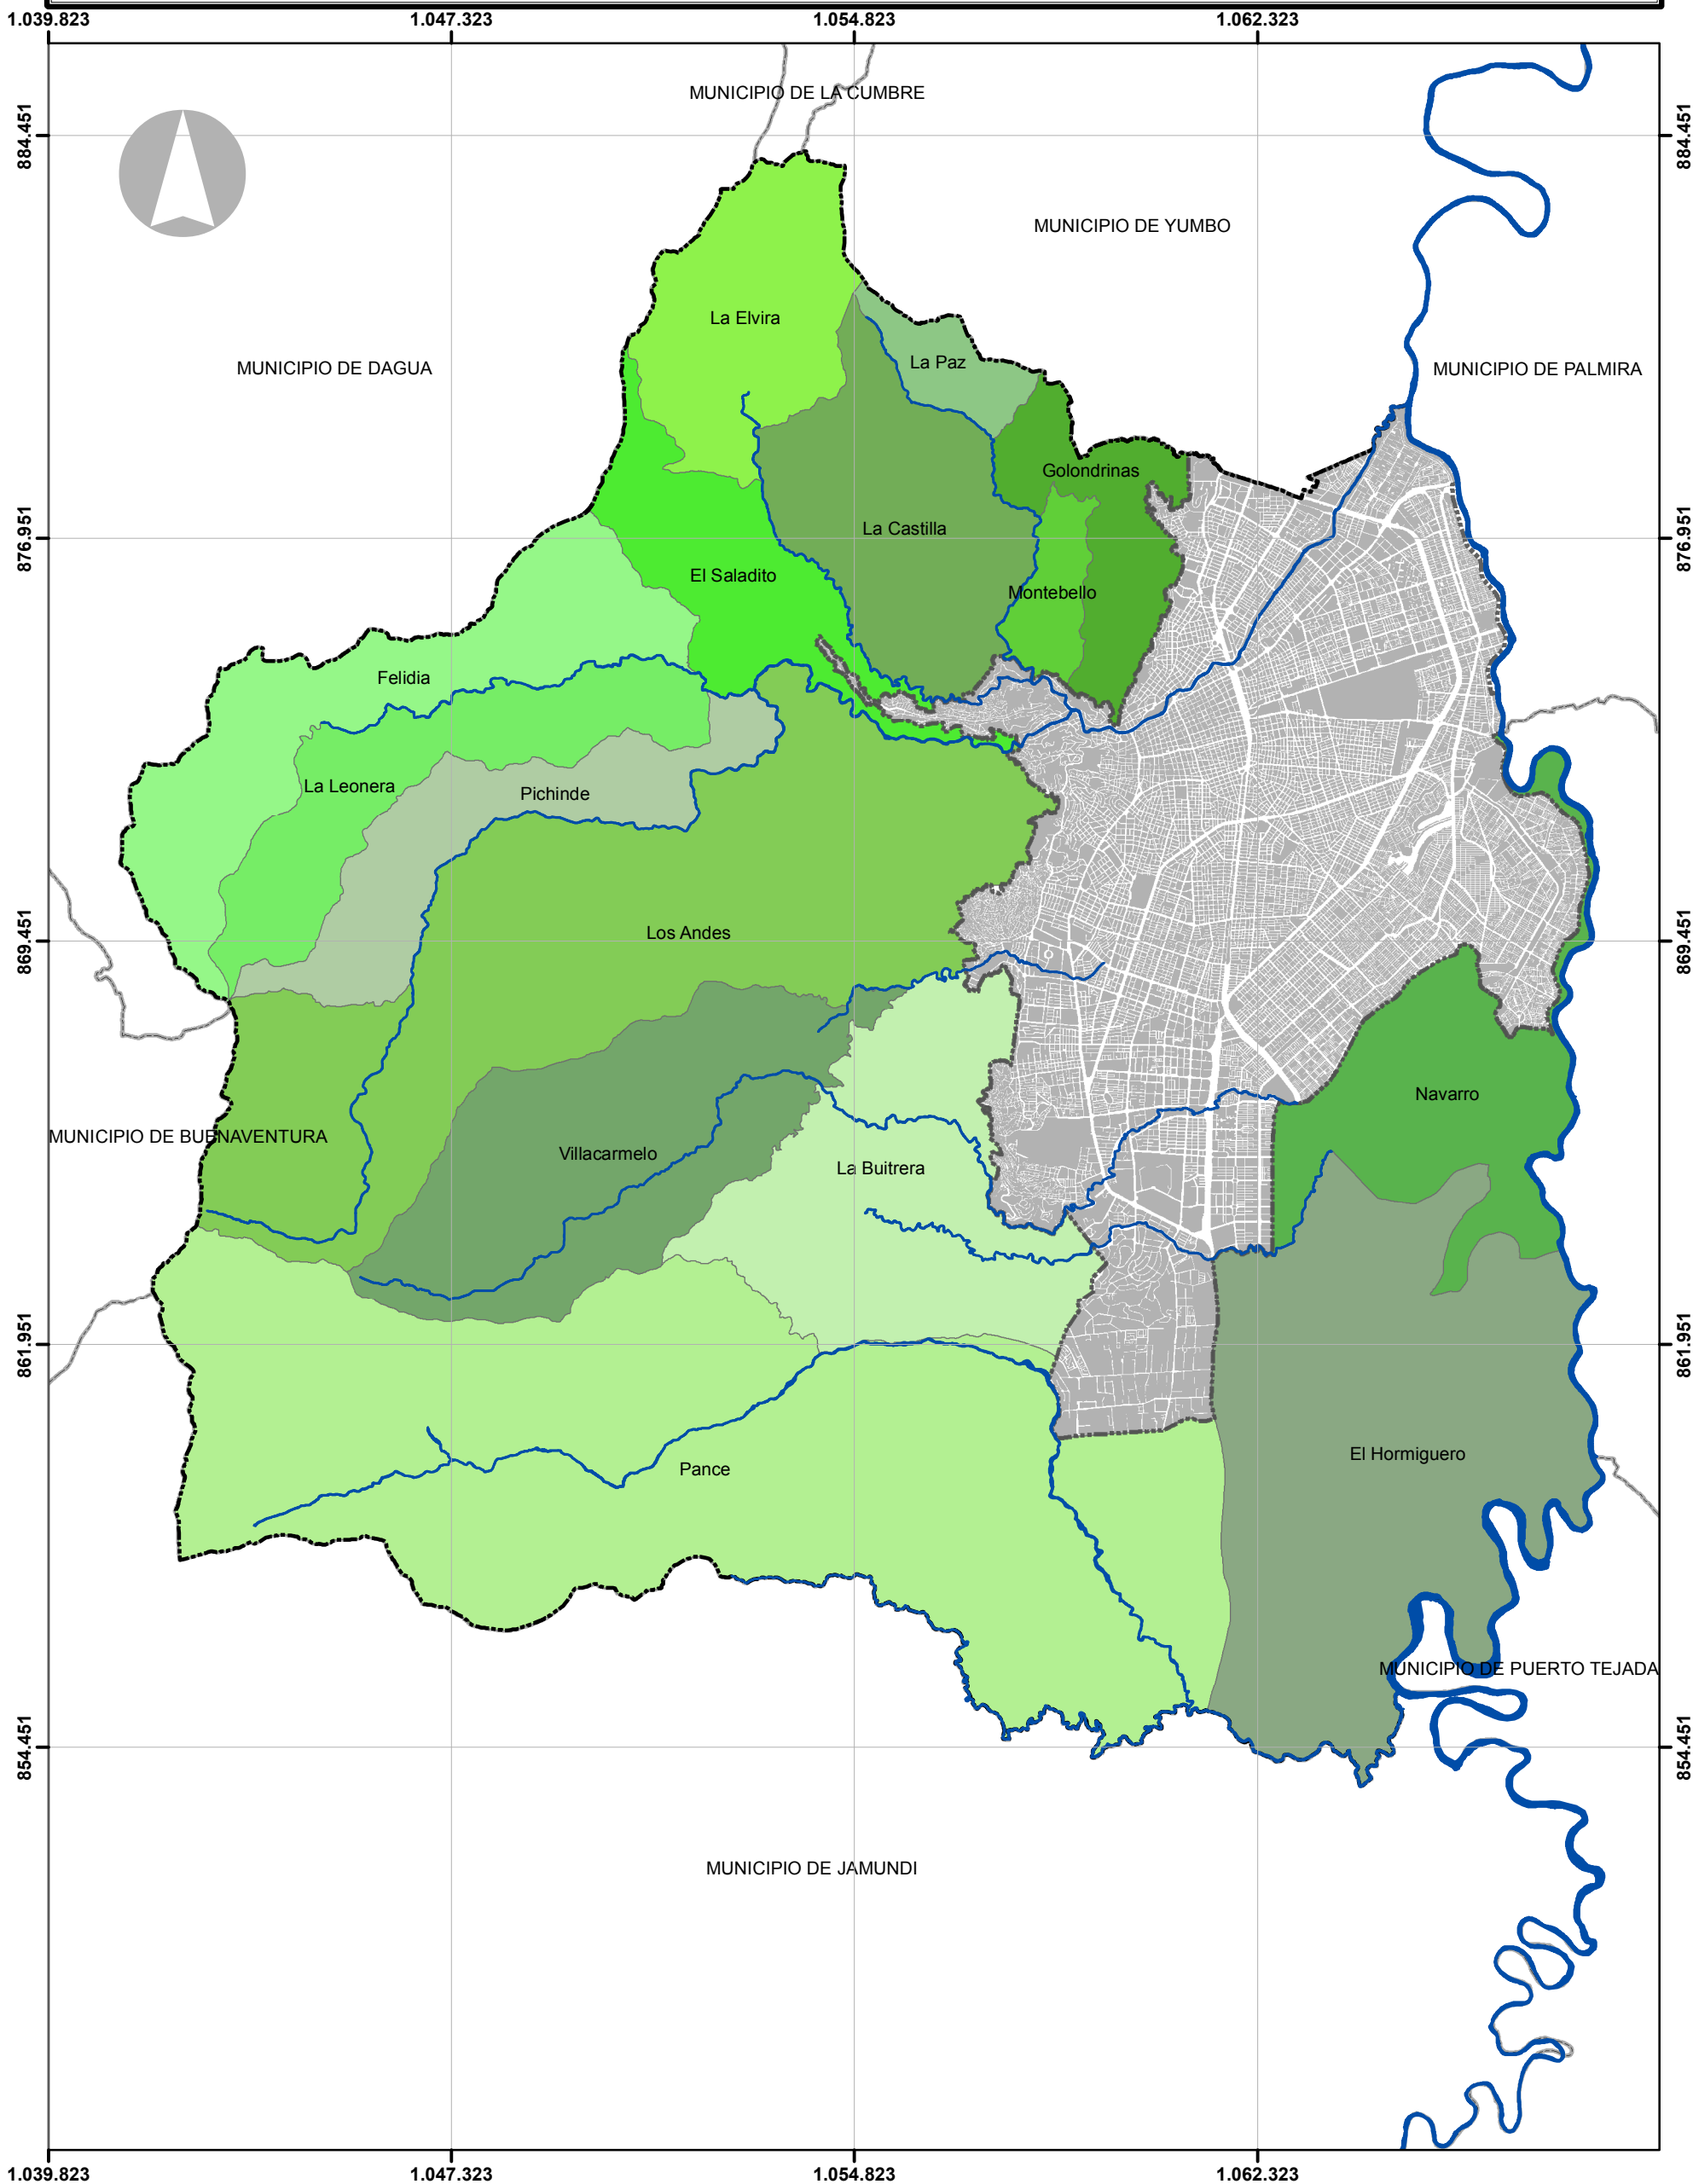 1.039.823 1.047.323 1.054.823 1.062.323
MUNICIPIO DE LA CUMBRE
884.451 884.451
MUNICIPIO DE YUMBO
La Elvira
La Paz
MUNICIPIO DE DAGUA
MUNICIPIO DE PALMIRA
Golondrinas
La Castilla
876.951 876.951
El Saladito
Montebello
Felidia
La Leonera
Pichinde
Los Andes
869.451 869.451
Navarro
MUNICIPIO DE BUENAVENTURA
Villacarmelo
La Buitrera
861.951 861.951
El Hormiguero
Pance
MUNICIPIO DE PUERTO TEJADA
854.451 854.451
MUNICIPIO DE JAMUNDI
1.039.823 1.047.323 1.054.823 1.062.323